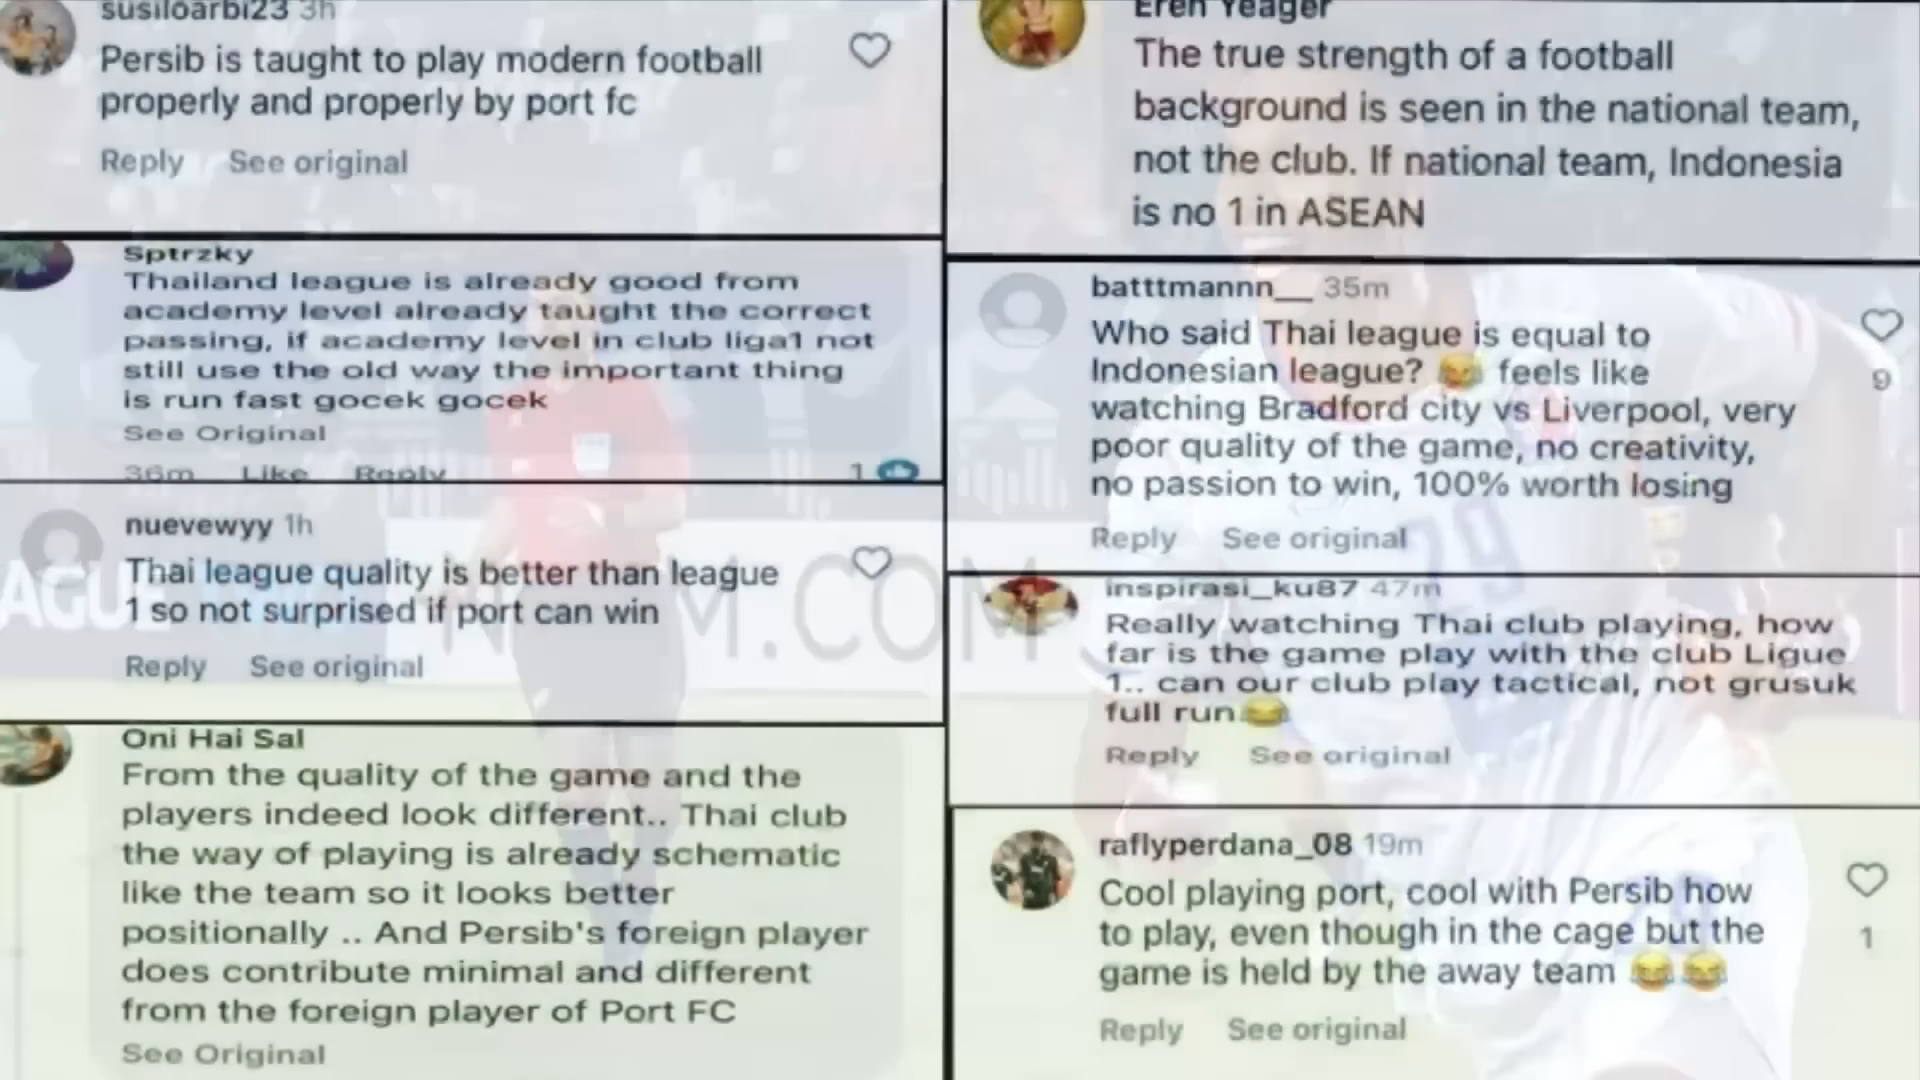 susiloarbi23 3h
Persib is taught to play modern football
properly and properly by port fc
Reply See original
Sptrzky
Thailand league is already good from
academy level already taught the correct
passing, if academy level in club liga1 not
still use the old way the important thing
is run fast gocek gocek
See Original
36m Like Reply 1
nuevewyy 1h
Thai league quality is better than league
1 so not surprised if port can win
Reply See original
Oni Hai Sal
From the quality of the game and the
players indeed look different.. Thai club
the way of playing is already schematic
like the team so it looks better
positionally .. And Persib's foreign player
does contribute minimal and different
from the foreign player of Port FC
See Original
Eren Yeager
The true strength of a football
background is seen in the national team,
not the club. If national team, Indonesia
is no 1 in ASEAN
batttmannn__ 35m
Who said Thai league is equal to
Indonesian league? 😂 feels like
watching Bradford city vs Liverpool, very
poor quality of the game, no creativity,
no passion to win, 100% worth losing
9
Reply See original
inspirasi_ku87 47m
Really watching Thai club playing, how
far is the game play with the club Ligue
1.. can our club play tactical, not grusuk
full run😂
Reply See original
raflyperdana_08 19m
Cool playing port, cool with Persib how
to play, even though in the cage but the
game is held by the away team 😂😂
1
Reply See original
AGUE
M.COM
29